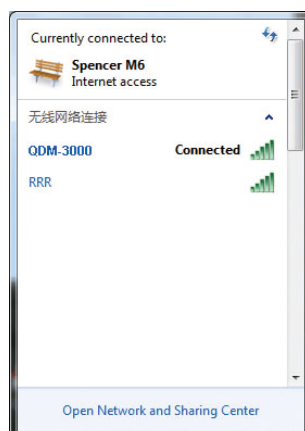 Currently connected to:
Spencer M6
Internet access
无线网络连接
QDM-3000 Connected
RRR
Open Network and Sharing Center